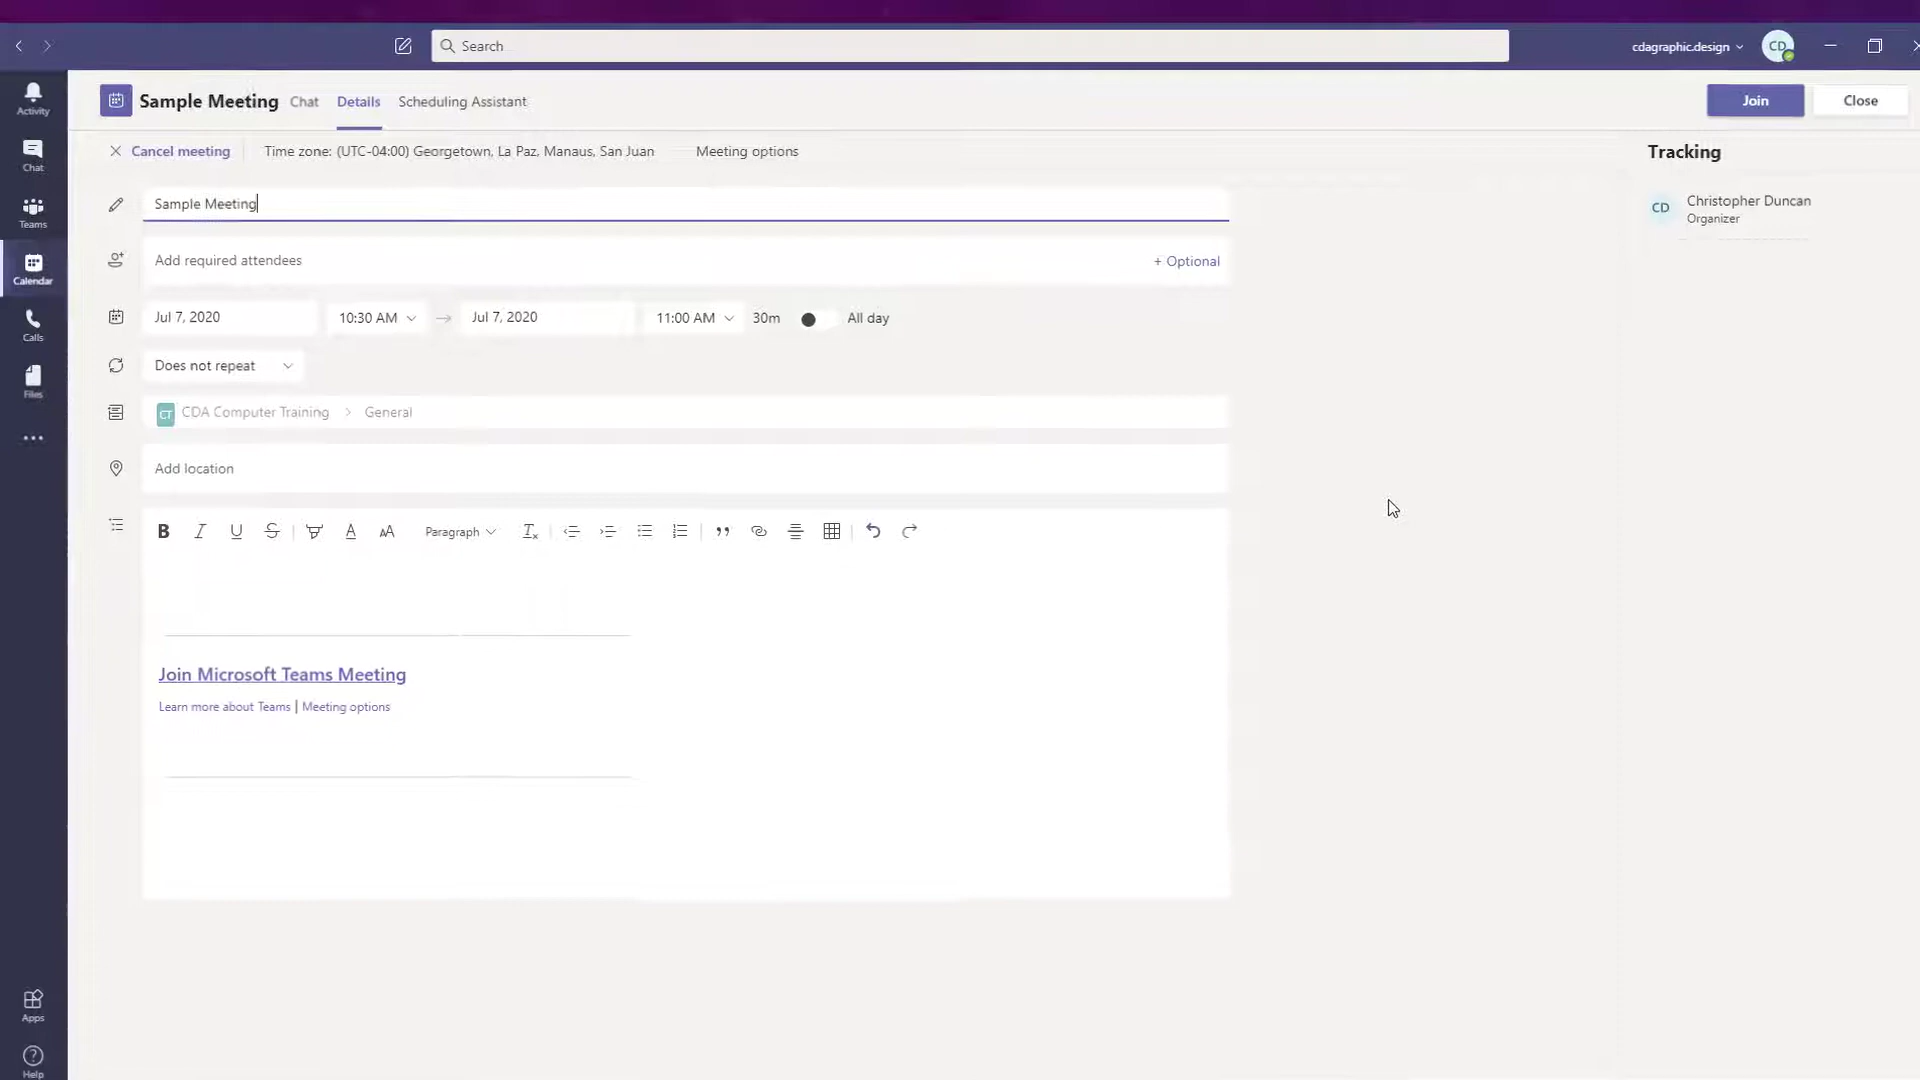 Search
cdagraphic.design
CD
Activity
Chat
Teams
Calendar
Calls
Files
Apps
Help
Sample Meeting Chat Details Scheduling Assistant
Join Close
Cancel meeting Time zone: (UTC-04:00) Georgetown, La Paz, Manaus, San Juan Meeting options
Sample Meeting
Add required attendees + Optional
Jul 7, 2020 10:30 AM → Jul 7, 2020 11:00 AM 30m All day
Does not repeat
CT CDA Computer Training > General
Add location
B I U S A AA Paragraph
Join Microsoft Teams Meeting
Learn more about Teams | Meeting options
Tracking
CD Christopher Duncan
Organizer